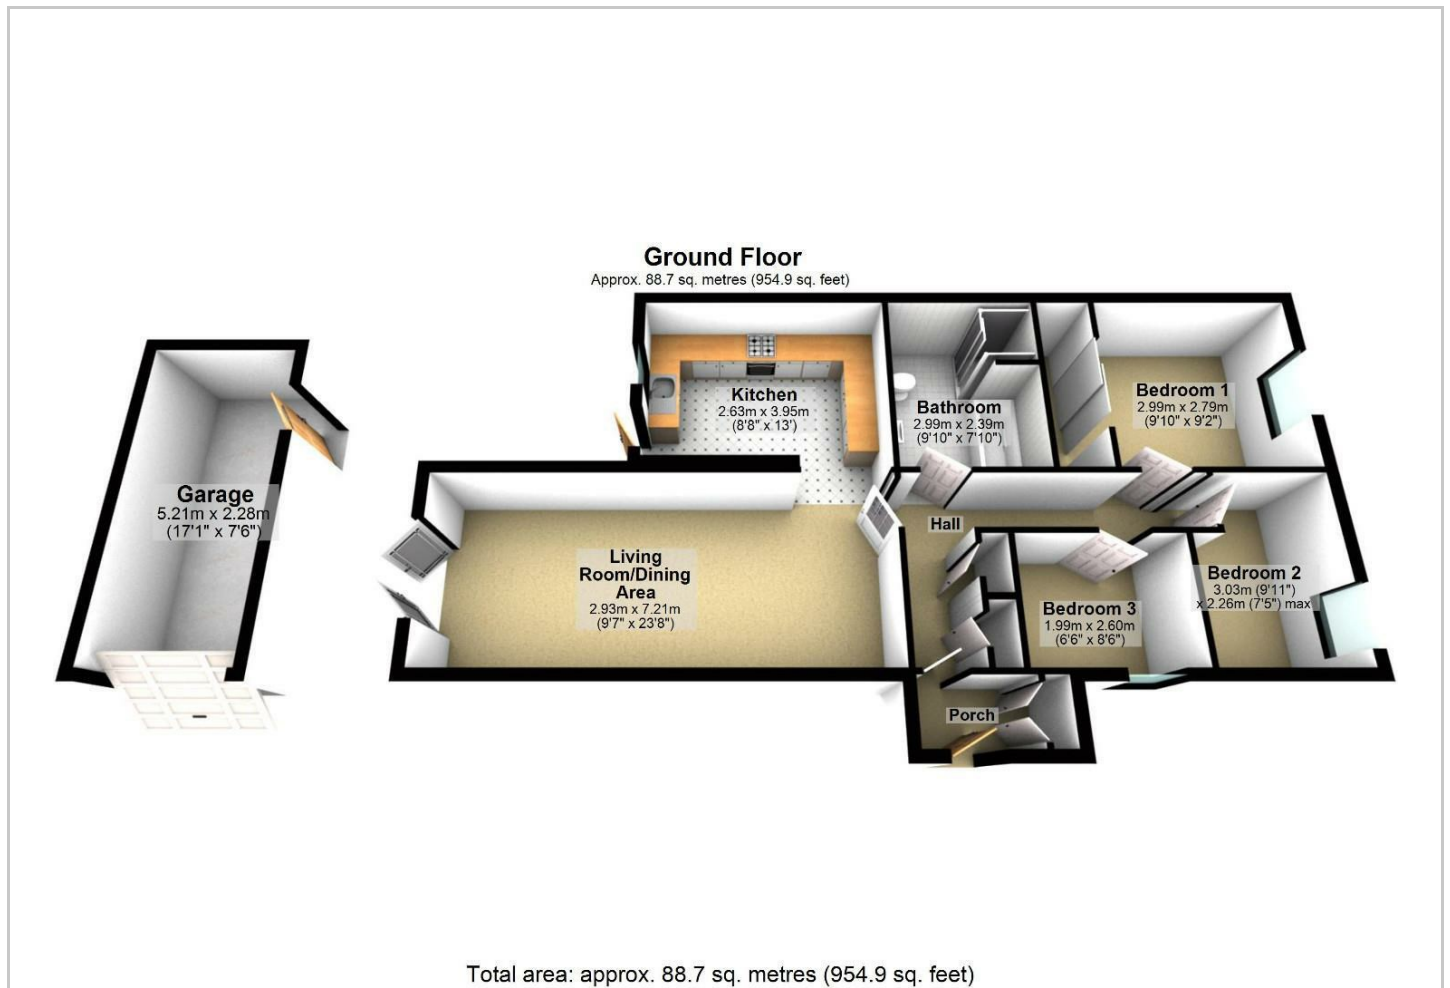 Ground Floor
Approx. 88.7 sq. metres (954.9 sq. feet)
Garage
5.21m x 2.28m
(17'1" x 7'6")
Kitchen
2.63m x 3.95m
(8'8" x 13')
Bathroom
2.99m x 2.39m
(9'10" x 7'10")
Bedroom 1
2.99m x 2.79m
(9'10" x 9'2")
Living
Room/Dining
Area
2.93m x 7.21m
(9'7" x 23'8")
Hall
Bedroom 3
1.99m x 2.60m
(6'6" x 8'6")
Bedroom 2
3.03m (9'11")
x 2.26m (7'5") max
Porch
Total area: approx. 88.7 sq. metres (954.9 sq. feet)